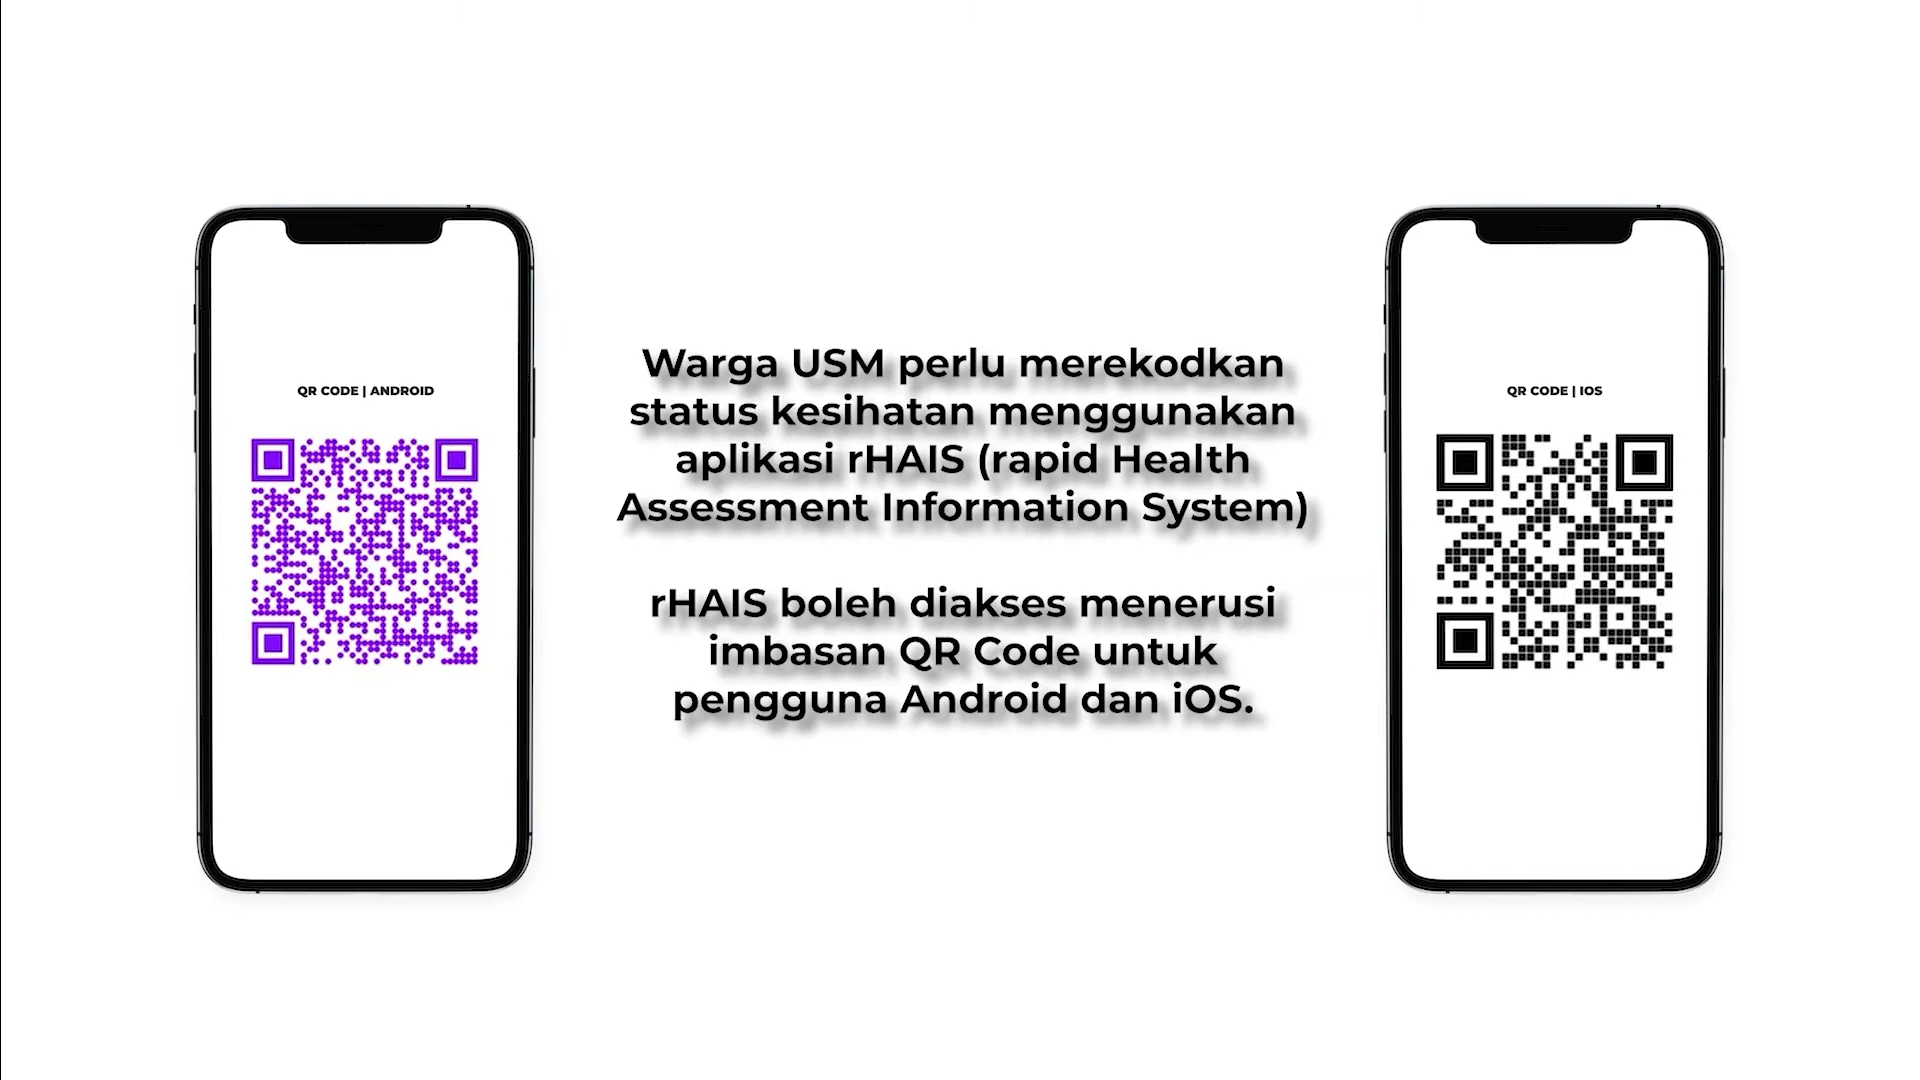 QR CODE | ANDROID
Warga USM perlu merekodkan
status kesihatan menggunakan
aplikasi rHAIS (rapid Health
Assessment Information System)
rHAIS boleh diakses menerusi
imbasan QR Code untuk
pengguna Android dan iOS.
QR CODE | IOS